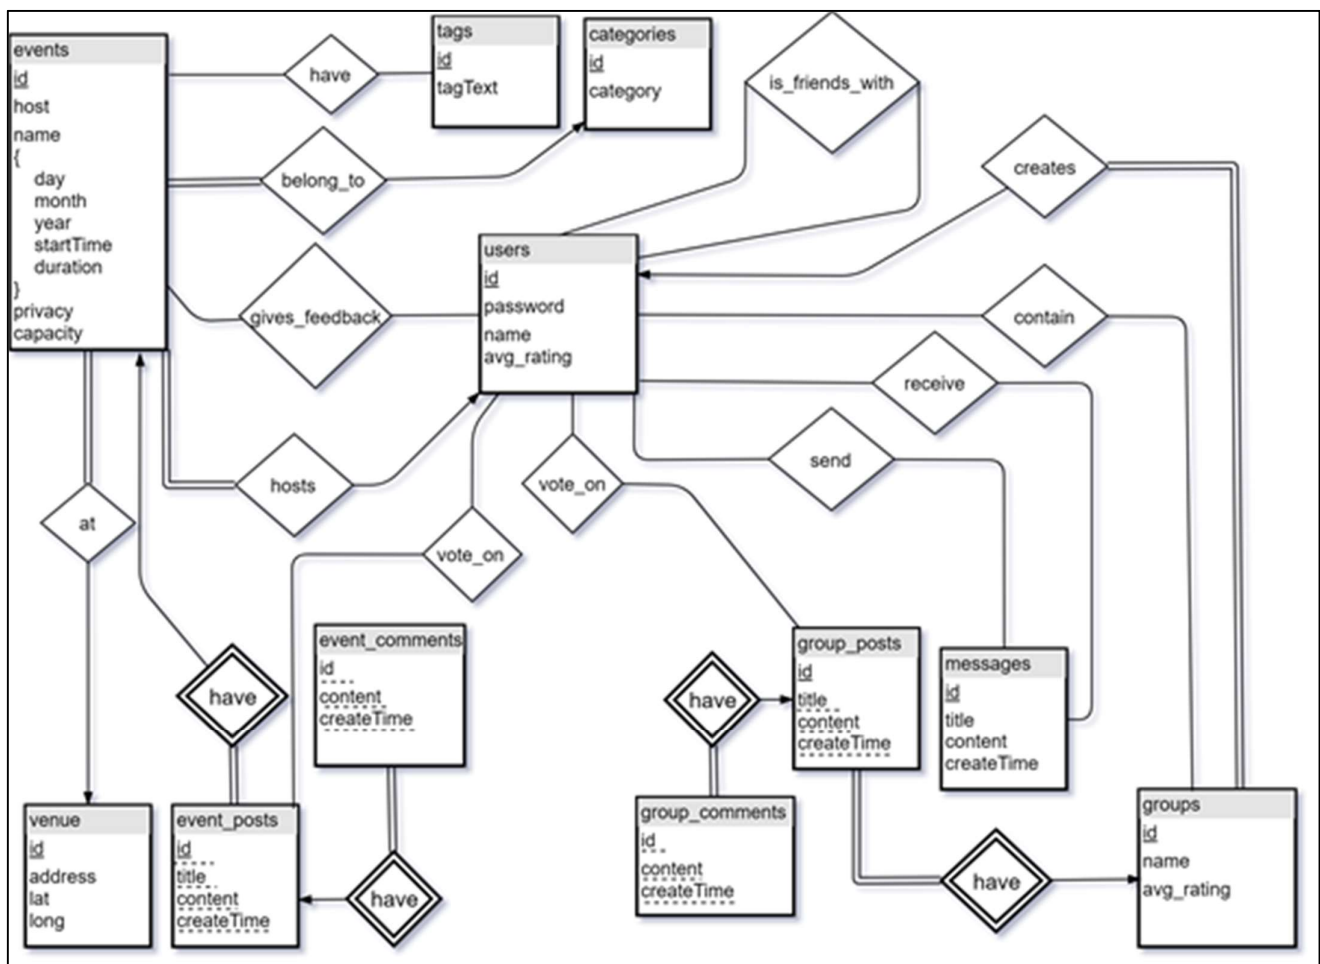 events
id
host
name
{
day
month
year
startTime
duration
}
privacy
capacity
have
tags
id
tagText
categories
id
category
is_friends_with
belong_to
creates
users
id
password
name
avg_rating
gives_feedback
contain
receive
send
hosts
vote_on
at
vote_on
have
event_comments
id
content
createTime
have
group_posts
id
title
content
createTime
messages
id
title
content
createTime
venue
id
address
lat
long
event_posts
id
title
content
createTime
have
group_comments
id
content
createTime
have
groups
id
name
avg_rating